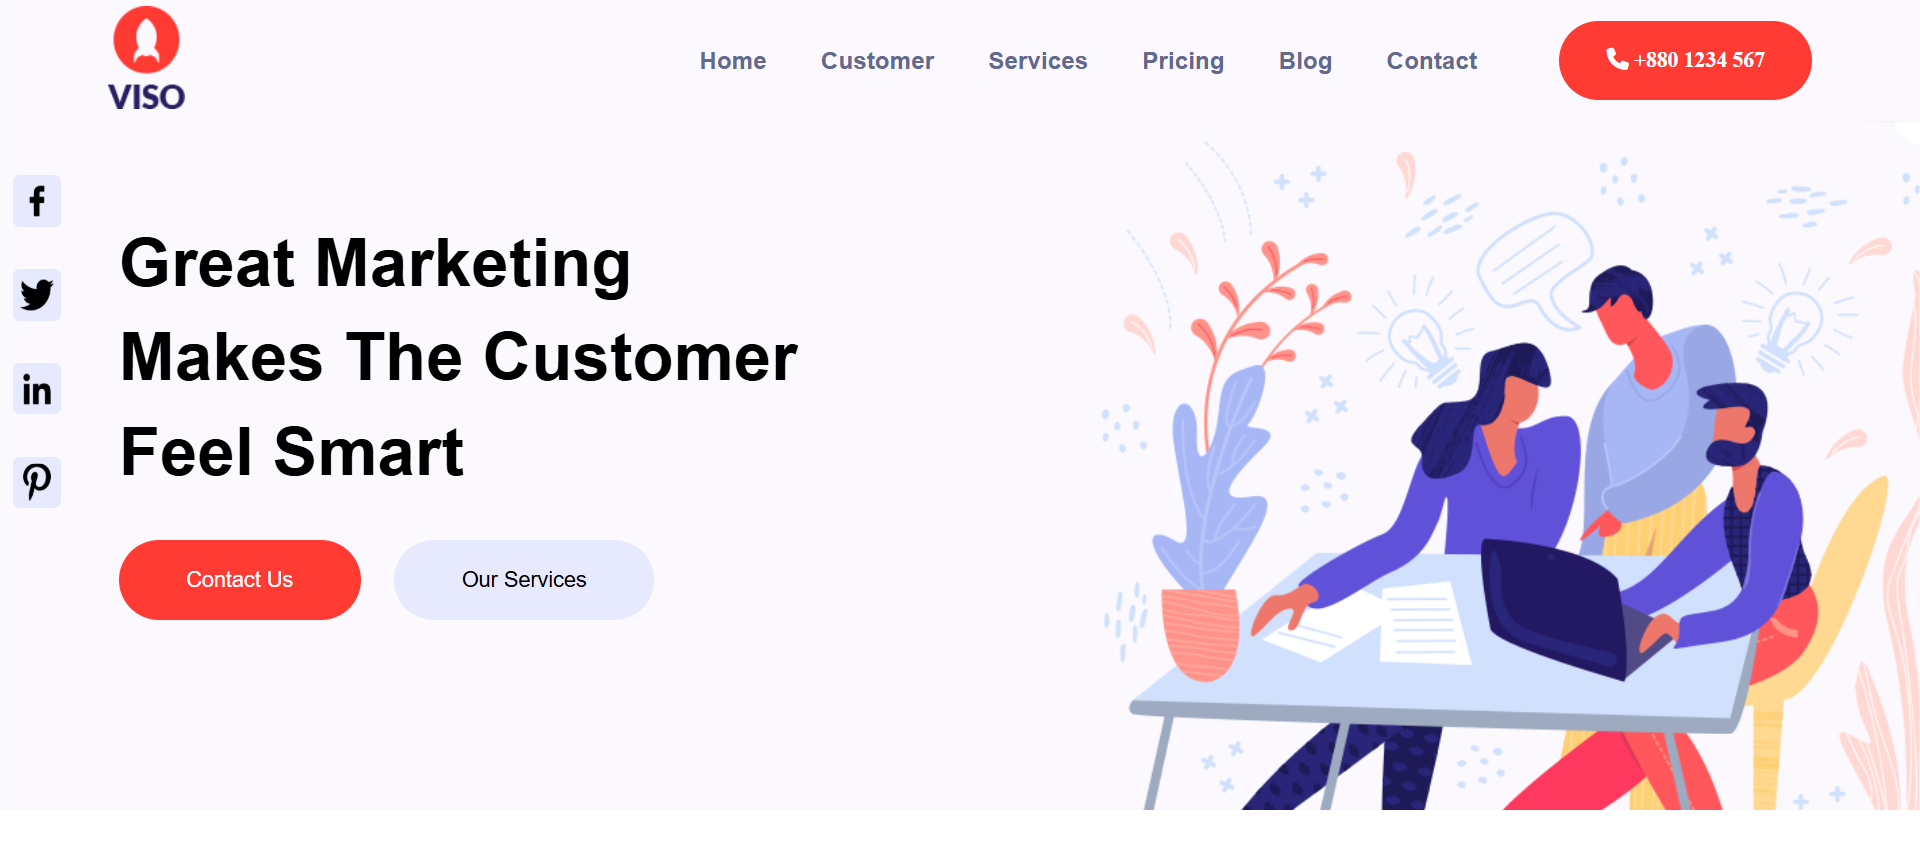 VISO
Home
Customer
Services
Pricing
Blog
Contact
+880 1234 567
Great Marketing
Makes The Customer
Feel Smart
Contact Us
Our Services